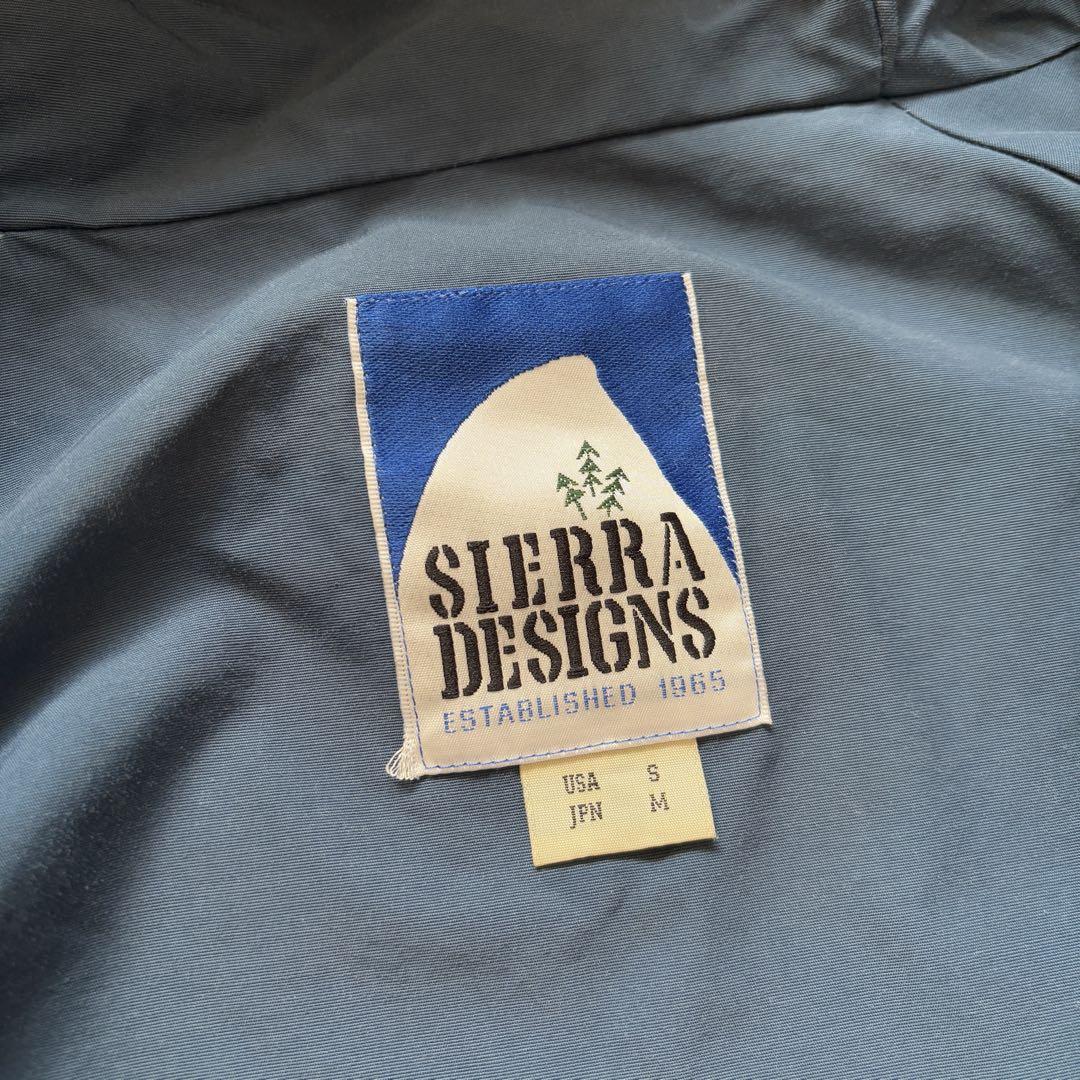 SIERRA
DESIGNS
ESTABLISHED 1965
USA S
JPN M